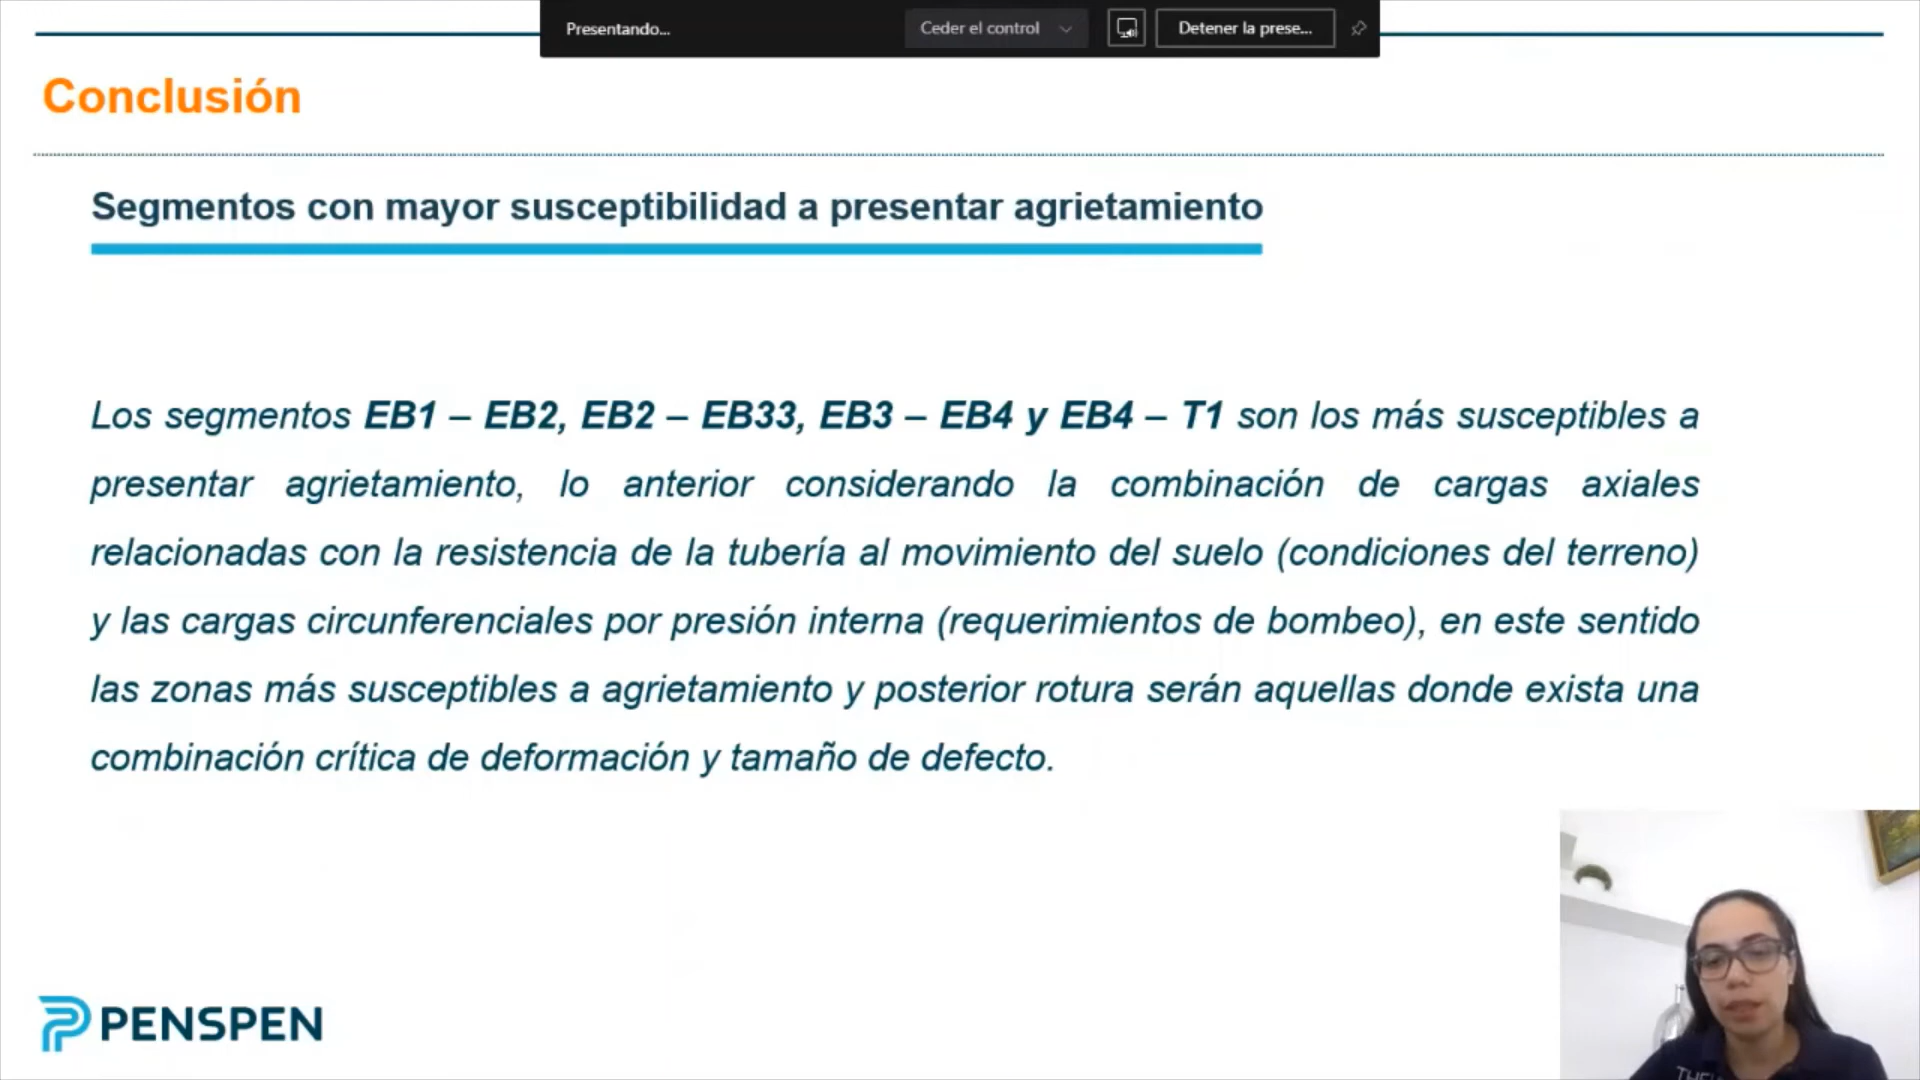 Presentando...
Ceder el control
Detener la prese...
Conclusión
Segmentos con mayor susceptibilidad a presentar agrietamiento
Los segmentos EB1 – EB2, EB2 – EB33, EB3 – EB4 y EB4 – T1 son los más susceptibles a
presentar agrietamiento, lo anterior considerando la combinación de cargas axiales
relacionadas con la resistencia de la tubería al movimiento del suelo (condiciones del terreno)
y las cargas circunferenciales por presión interna (requerimientos de bombeo), en este sentido
las zonas más susceptibles a agrietamiento y posterior rotura serán aquellas donde exista una
combinación crítica de deformación y tamaño de defecto.
PENSPEN